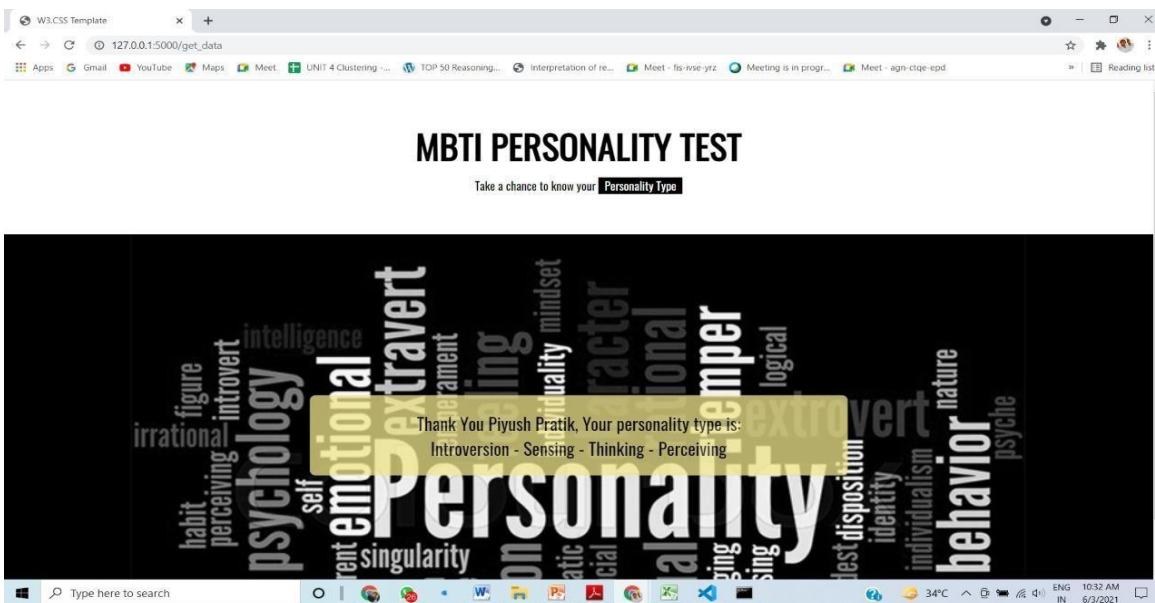 W3.CSS Template
127.0.0.1:5000/get_data
Apps Gmail YouTube Maps Meet UNIT 4 Clustering -... TOP 50 Reasoning... Interpretation of re... Meet - fis-ivse-yrz Meeting is in progr... Meet - agn-ctqe-epd » Reading list
MBTI PERSONALITY TEST
Take a chance to know your Personality Type
mindset
intelligence
extravert
temper
logical
figure
introvert
nature
irrational
psychology
emotional
extrovert
psyche
Thank You Piyush Pratik, Your personality type is:
Introversion - Sensing - Thinking - Perceiving
habit
perceiving
self
Personality
disposition
identity
individualism
behavior
singularity
Type here to search
34°C
ENG 10:32 AM
IN 6/3/2021